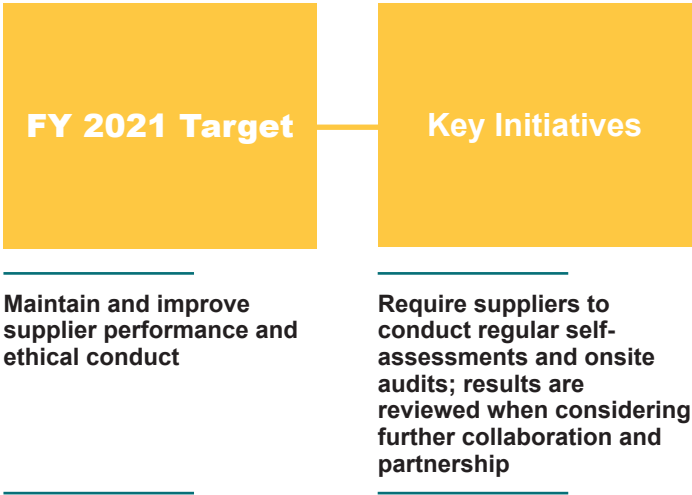 FY 2021 Target
Key Initiatives
Maintain and improve
supplier performance and
ethical conduct
Require suppliers to
conduct regular self-
assessments and onsite
audits; results are
reviewed when considering
further collaboration and
partnership